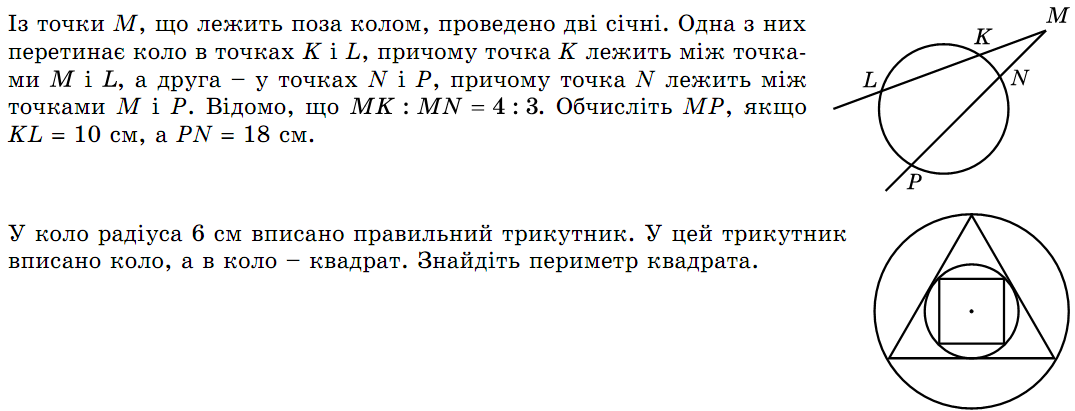 Із точки M, що лежить поза колом, проведено дві січні. Одна з них
перетинає коло в точках K і L, причому точка K лежить між точка-
ми M і L, а друга – у точках N і P, причому точка N лежить між
точками M і P. Відомо, що MK : MN = 4 : 3. Обчисліть MP, якщо
KL = 10 см, а PN = 18 см.
M
K
L
N
P
У коло радіуса 6 см вписано правильний трикутник. У цей трикутник
вписано коло, а в коло – квадрат. Знайдіть периметр квадрата.